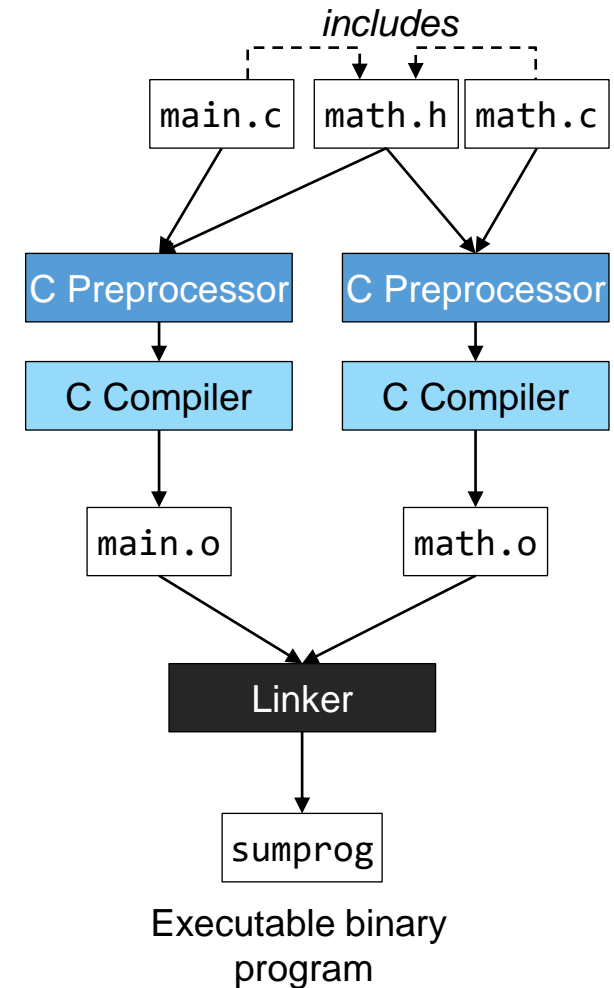 includes
main.c math.h math.c
C Preprocessor C Preprocessor
C Compiler C Compiler
main.o math.o
Linker
sumprog
Executable binary
program